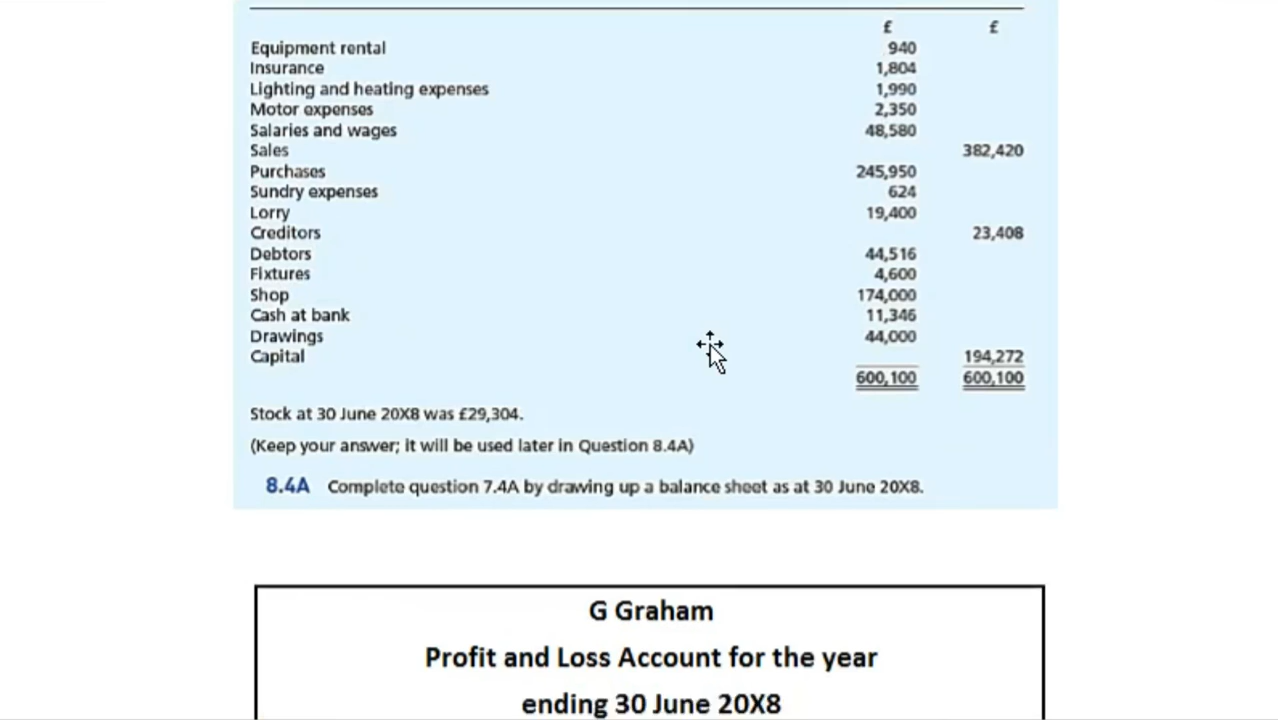 £ £
Equipment rental 940
Insurance 1,804
Lighting and heating expenses 1,990
Motor expenses 2,350
Salaries and wages 48,580
Sales 382,420
Purchases 245,950
Sundry expenses 624
Lorry 19,400
Creditors 23,408
Debtors 44,516
Fixtures 4,600
Shop 174,000
Cash at bank 11,346
Drawings 44,000
Capital 194,272
600,100 600,100
Stock at 30 June 20X8 was £29,304.
(Keep your answer; it will be used later in Question 8.4A)
8.4A Complete question 7.4A by drawing up a balance sheet as at 30 June 20X8.
G Graham
Profit and Loss Account for the year
ending 30 June 20X8